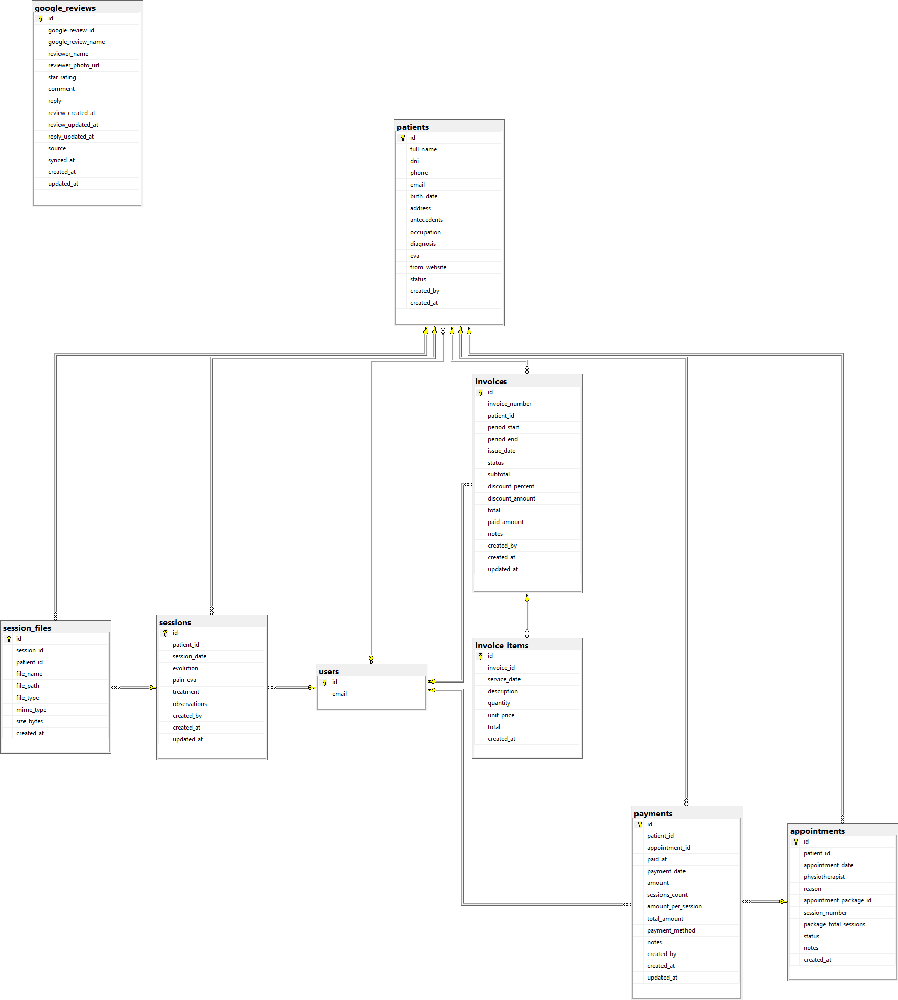 google_reviews
id
google_review_id
google_review_name
reviewer_name
reviewer_photo_url
star_rating
comment
reply
review_created_at
review_updated_at
reply_updated_at
source
synced_at
created_at
updated_at
patients
id
full_name
dni
phone
email
birth_date
address
antecedents
occupation
diagnosis
eva
from_website
status
created_by
created_at
invoices
id
invoice_number
patient_id
period_start
period_end
issue_date
status
subtotal
discount_percent
discount_amount
total
paid_amount
notes
created_by
created_at
updated_at
session_files
id
session_id
patient_id
file_name
file_path
file_type
mime_type
size_bytes
created_at
sessions
id
patient_id
session_date
evolution
pain_eva
treatment
observations
created_by
created_at
updated_at
users
id
email
invoice_items
id
invoice_id
service_date
description
quantity
unit_price
total
created_at
payments
id
patient_id
appointment_id
paid_at
payment_date
amount
sessions_count
amount_per_session
total_amount
payment_method
notes
created_by
created_at
updated_at
appointments
id
patient_id
appointment_date
physiotherapist
reason
appointment_package_id
session_number
package_total_sessions
status
notes
created_at